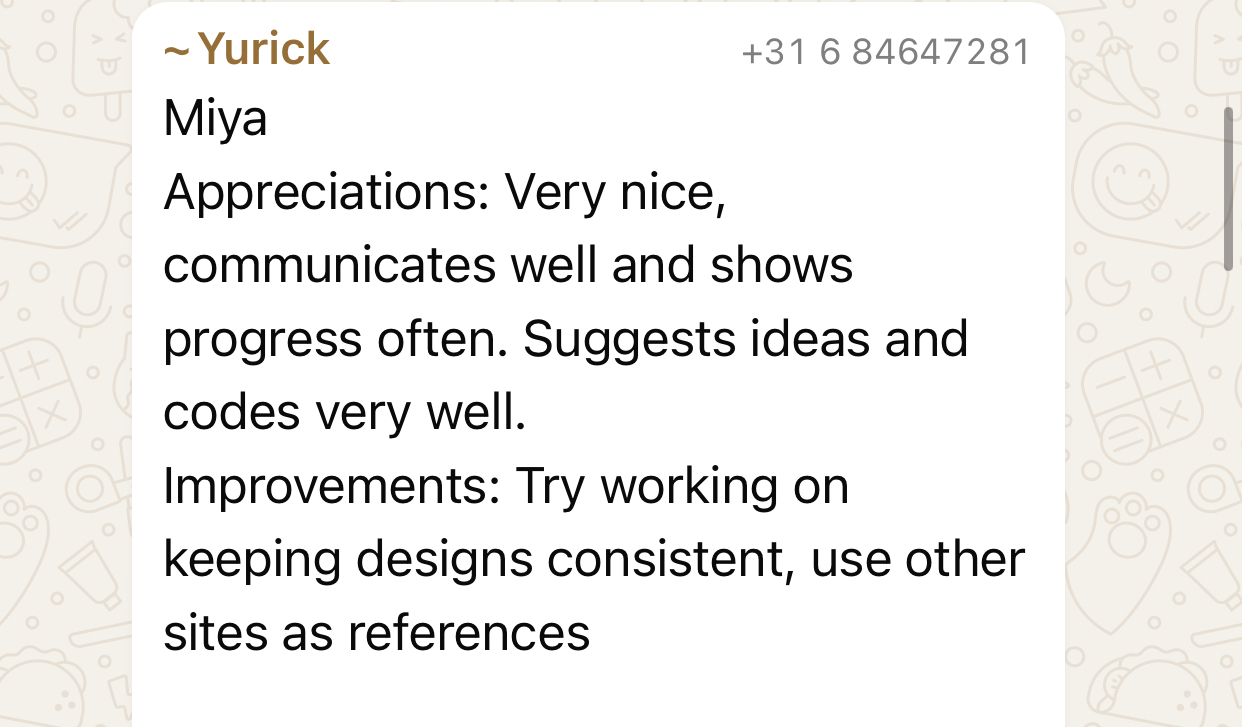 ~ Yurick +31 6 84647281
Miya
Appreciations: Very nice,
communicates well and shows
progress often. Suggests ideas and
codes very well.
Improvements: Try working on
keeping designs consistent, use other
sites as references